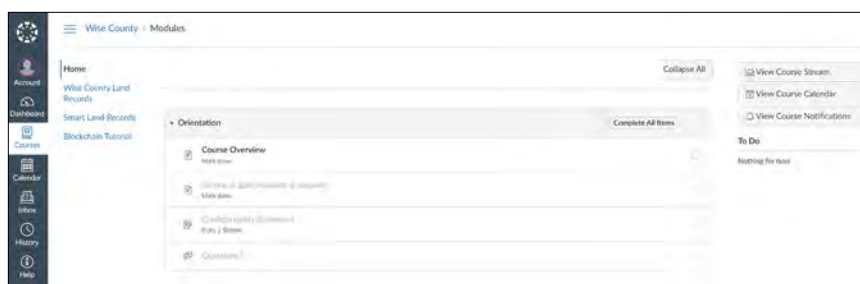 Wise County › Modules
Account
Dashboard
Courses
Calendar
Inbox
History
Help
Home
Wise County Land
Records
Smart Land Records
Blockchain Tutorial
Collapse All
Orientation
Complete All Items
Course Overview
Mark done
Mark done
Questions?
View Course Stream
View Course Calendar
View Course Notifications
To Do
Nothing for now